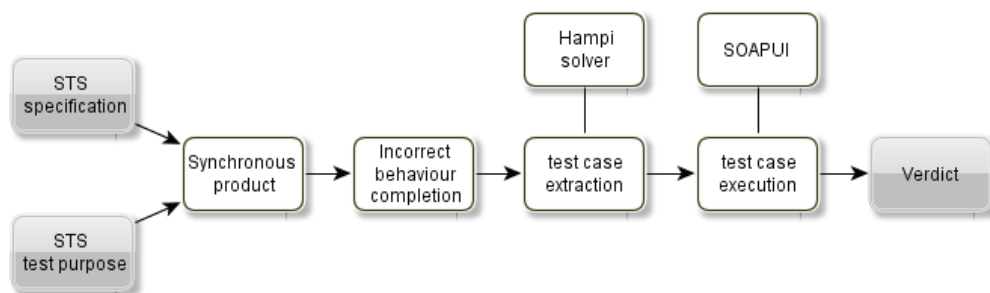 Hampi
solver
SOAPUI
STS
specification
Synchronous
product
Incorrect
behaviour
completion
test case
extraction
test case
execution
Verdict
STS
test purpose